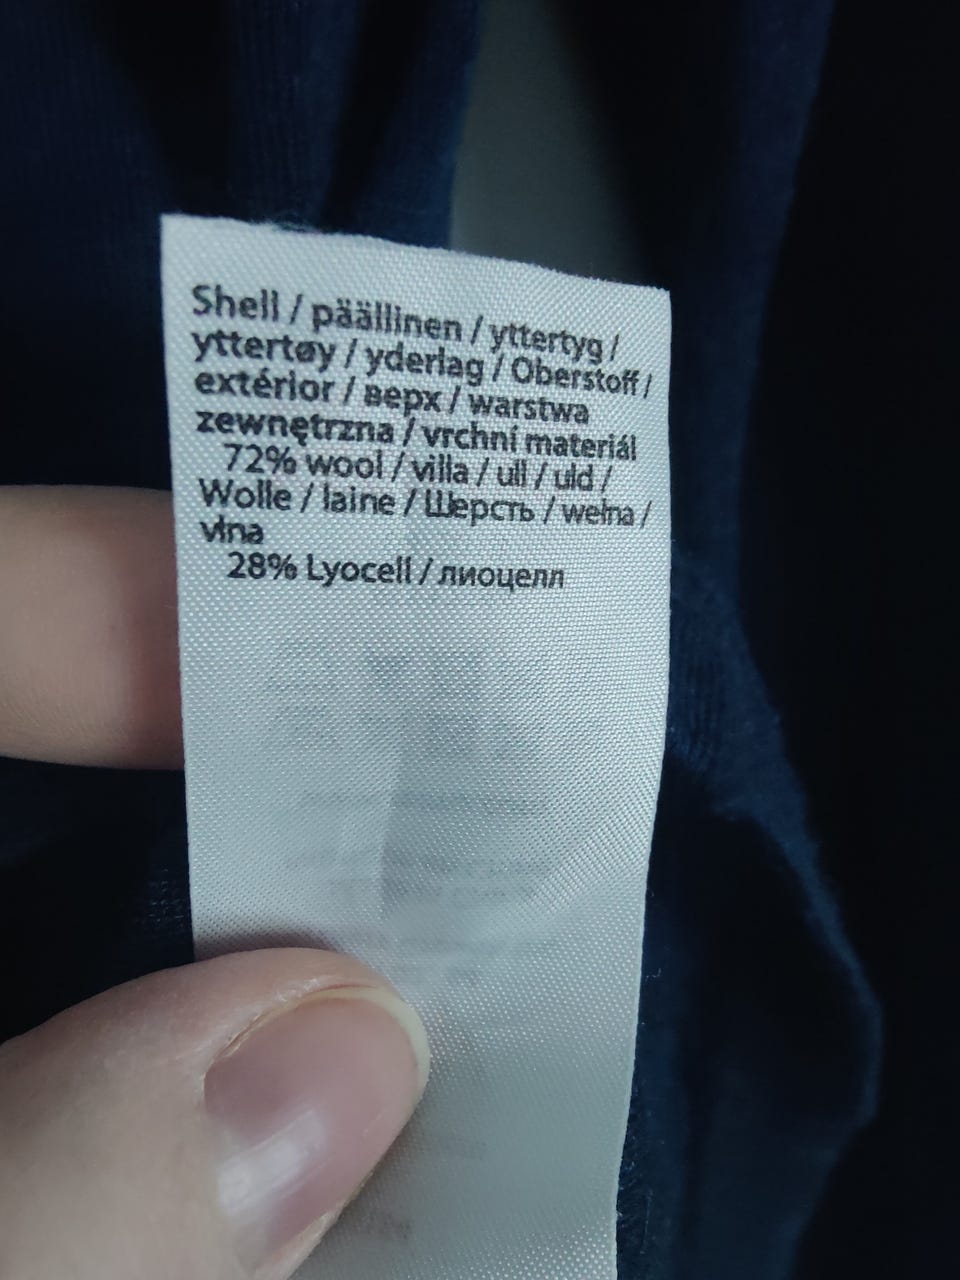 Shell / päällinen / yttertyg /
yttertøy / yderlag / Oberstoff /
extérior / верх / warstwa
zewnętrzna / vrchní materiál
72% wool / villa / ull / uld /
Wolle / laine / Шерсть / wełna /
vlna
28% Lyocell / лиоцелл